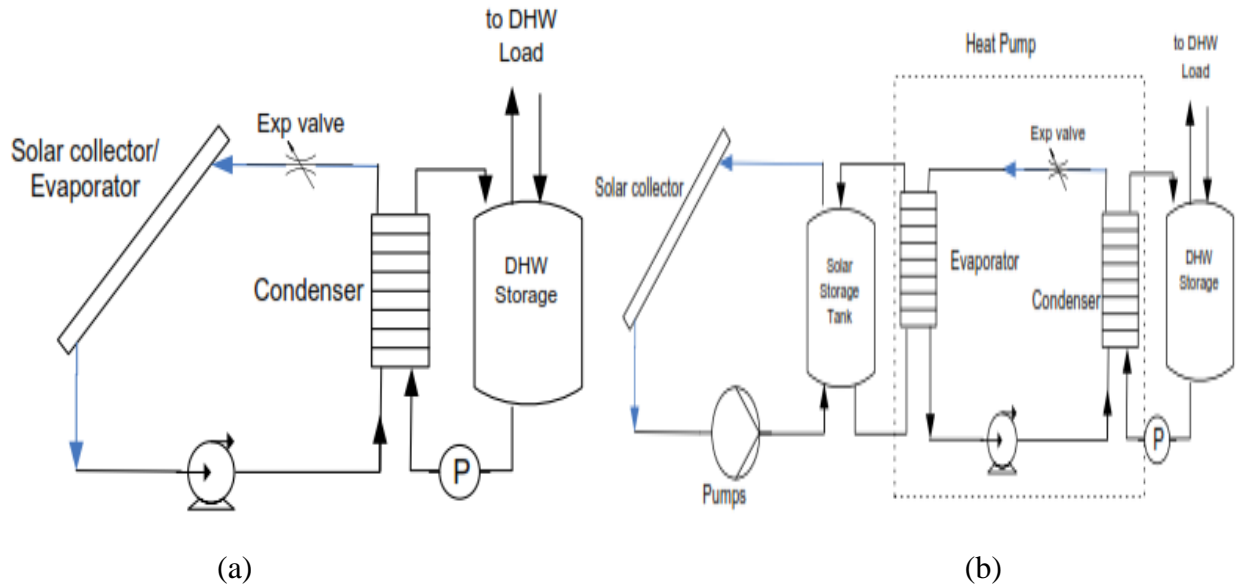 to DHW
Load
Exp valve
Solar collector/
Evaporator
Condenser
DHW
Storage
P
(a)
Heat Pump
to DHW
Load
Exp valve
Solar collector
Solar
Storage
Tank
Evaporator
Condenser
DHW
Storage
P
Pumps
(b)